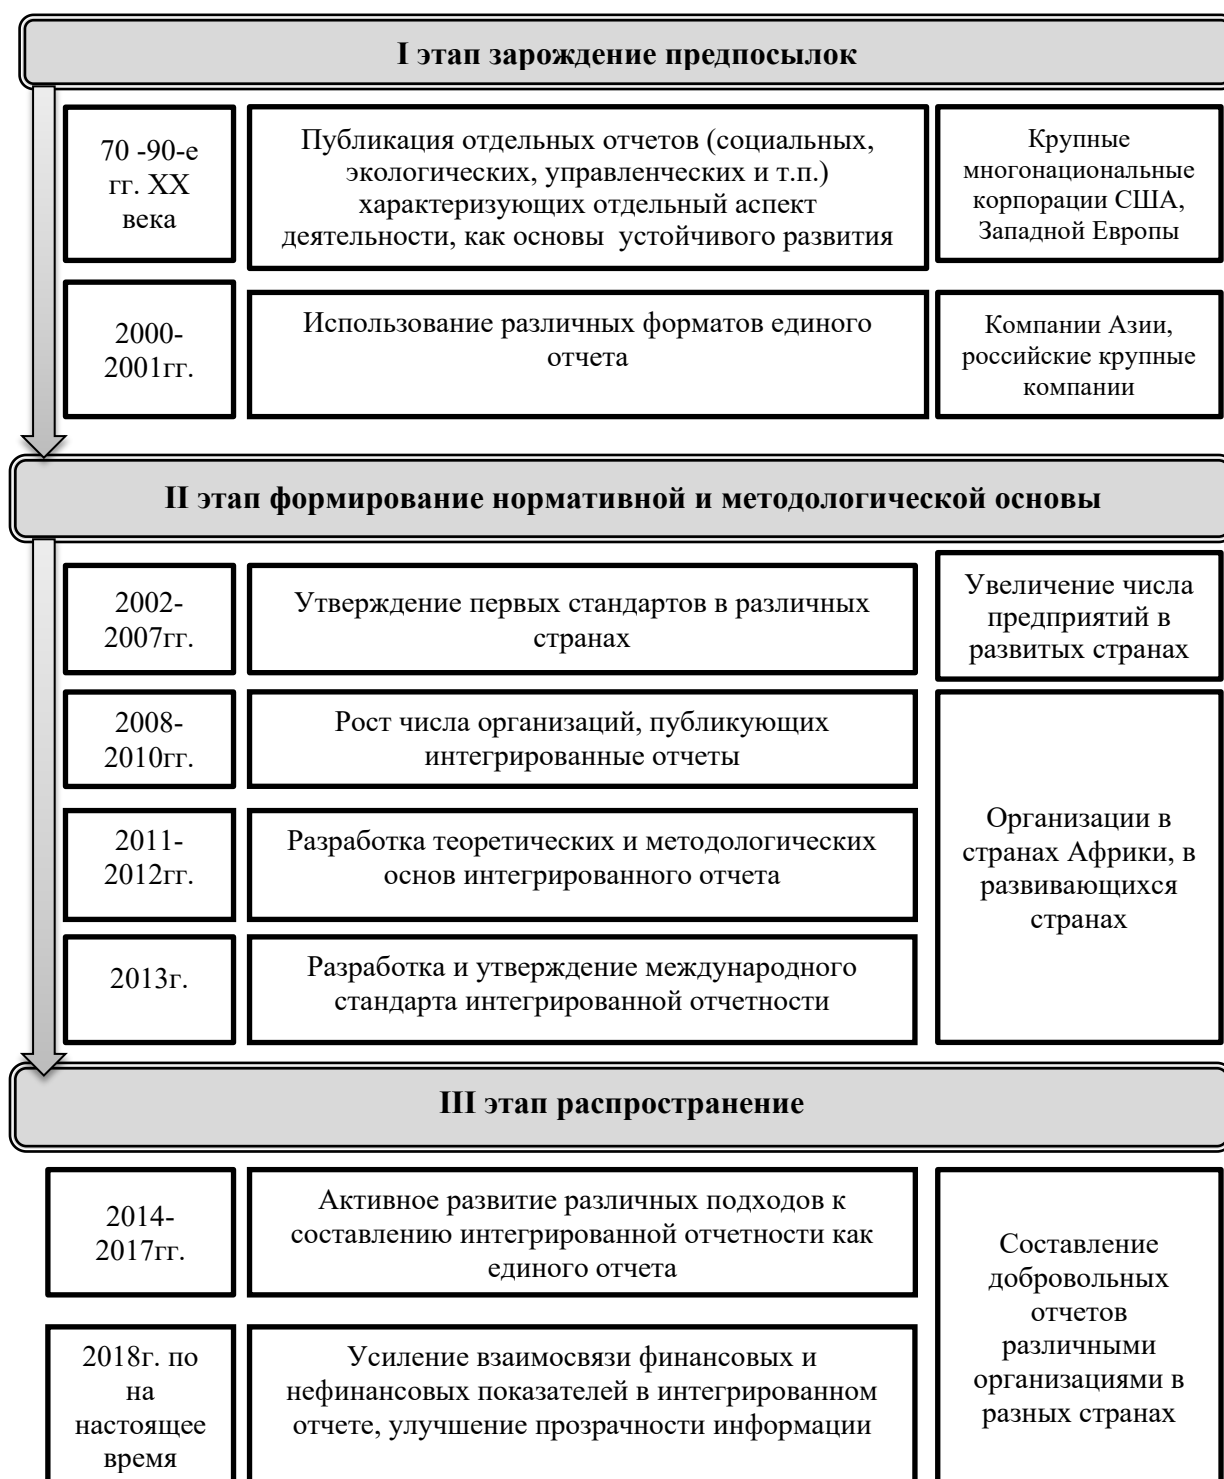 I этап зарождение предпосылок
70 -90-е
гг. XX
века
Публикация отдельных отчетов (социальных,
экологических, управленческих и т.п.)
характеризующих отдельный аспект
деятельности, как основы устойчивого развития
Крупные
многонациональные
корпорации США,
Западной Европы
2000-
2001гг.
Использование различных форматов единого
отчета
Компании Азии,
российские крупные
компании
II этап формирование нормативной и методологической основы
2002-
2007гг.
Утверждение первых стандартов в различных
странах
Увеличение числа
предприятий в
развитых странах
2008-
2010гг.
Рост числа организаций, публикующих
интегрированные отчеты
Организации в
странах Африки, в
развивающихся
странах
2011-
2012гг.
Разработка теоретических и методологических
основ интегрированного отчета
2013г.
Разработка и утверждение международного
стандарта интегрированной отчетности
III этап распространение
2014-
2017гг.
Активное развитие различных подходов к
составлению интегрированной отчетности как
единого отчета
Составление
добровольных
отчетов
различными
организациями в
разных странах
2018г. по
на
настоящее
время
Усиление взаимосвязи финансовых и
нефинансовых показателей в интегрированном
отчете, улучшение прозрачности информации